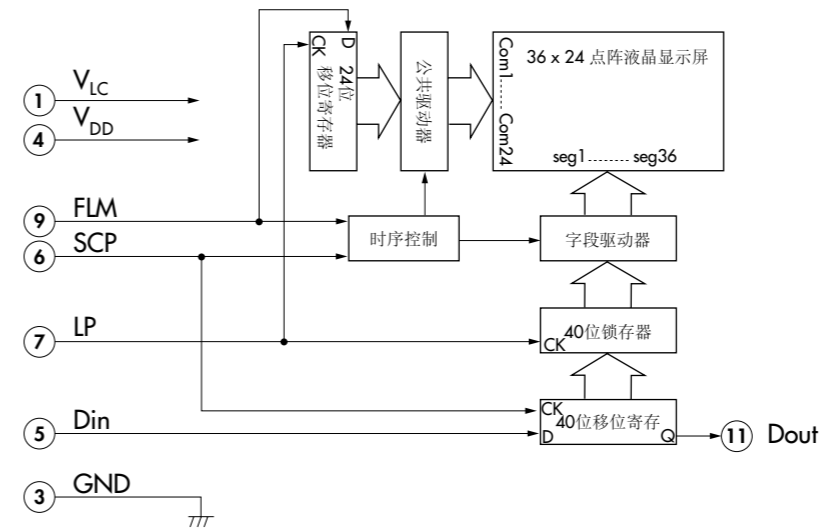 1 VLC
4 VDD
9 FLM
6 SCP
7 LP
5 Din
3 GND
D
CK
24位
移位寄存器
公共驱动器
Com1........Com24
36 x 24 点阵液晶显示屏
seg1........ seg36
时序控制
字段驱动器
40位锁存器
CK
CK
40位移位寄存
D
Q
11 Dout